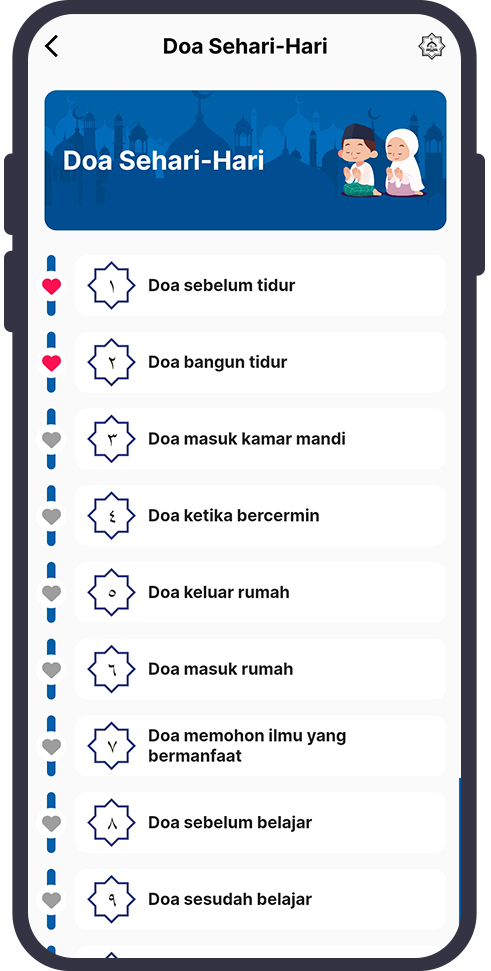 Doa Sehari-Hari
Doa Sehari-Hari
١ Doa sebelum tidur
٢ Doa bangun tidur
٣ Doa masuk kamar mandi
٤ Doa ketika bercermin
٥ Doa keluar rumah
٦ Doa masuk rumah
٧ Doa memohon ilmu yang
bermanfaat
٨ Doa sebelum belajar
٩ Doa sesudah belajar